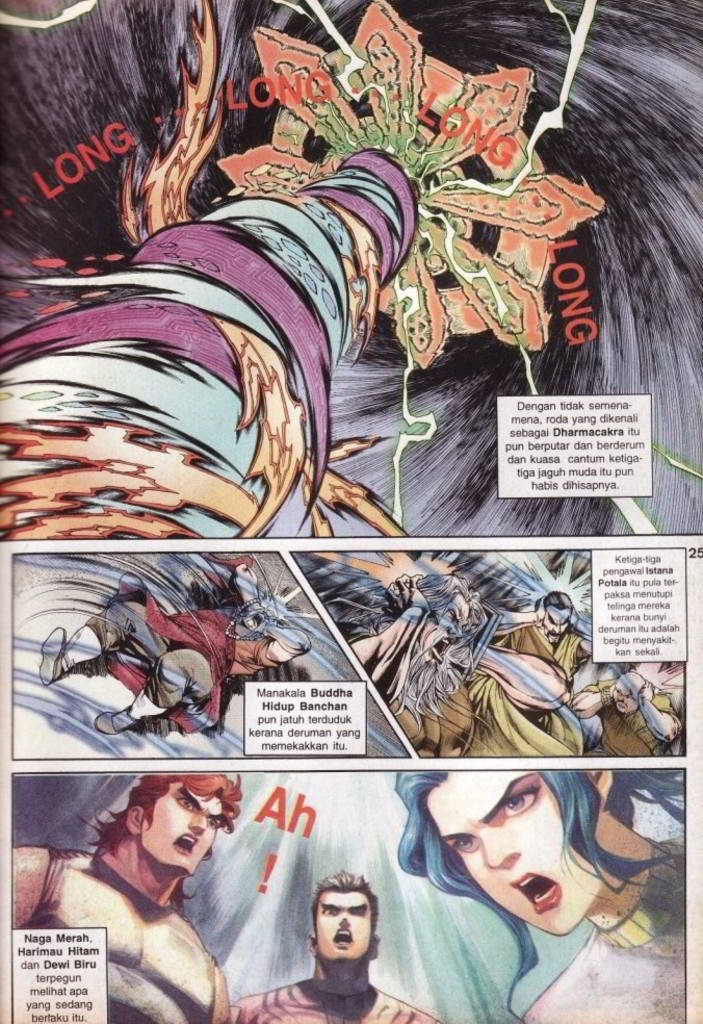 ... LONG ... LONG ... LONG
LONG
Dengan tidak semena-
mena, roda yang dikenali
sebagai Dharmacakra itu
pun berputar dan berderum
dan kuasa cantum ketiga-
tiga jaguh muda itu pun
habis dihisapnya.
25
Ketiga-tiga
pengawal Istana
Potala itu pula ter-
paksa menutupi
telinga mereka
kerana bunyi
deruman itu adalah
begitu menyakit-
kan sekali.
Manakala Buddha
Hidup Banchan
pun jatuh terduduk
kerana deruman yang
memekakkan itu.
Ah
!
Naga Merah,
Harimau Hitam
dan Dewi Biru
terpegun
melihat apa
yang sedang
berlaku itu.